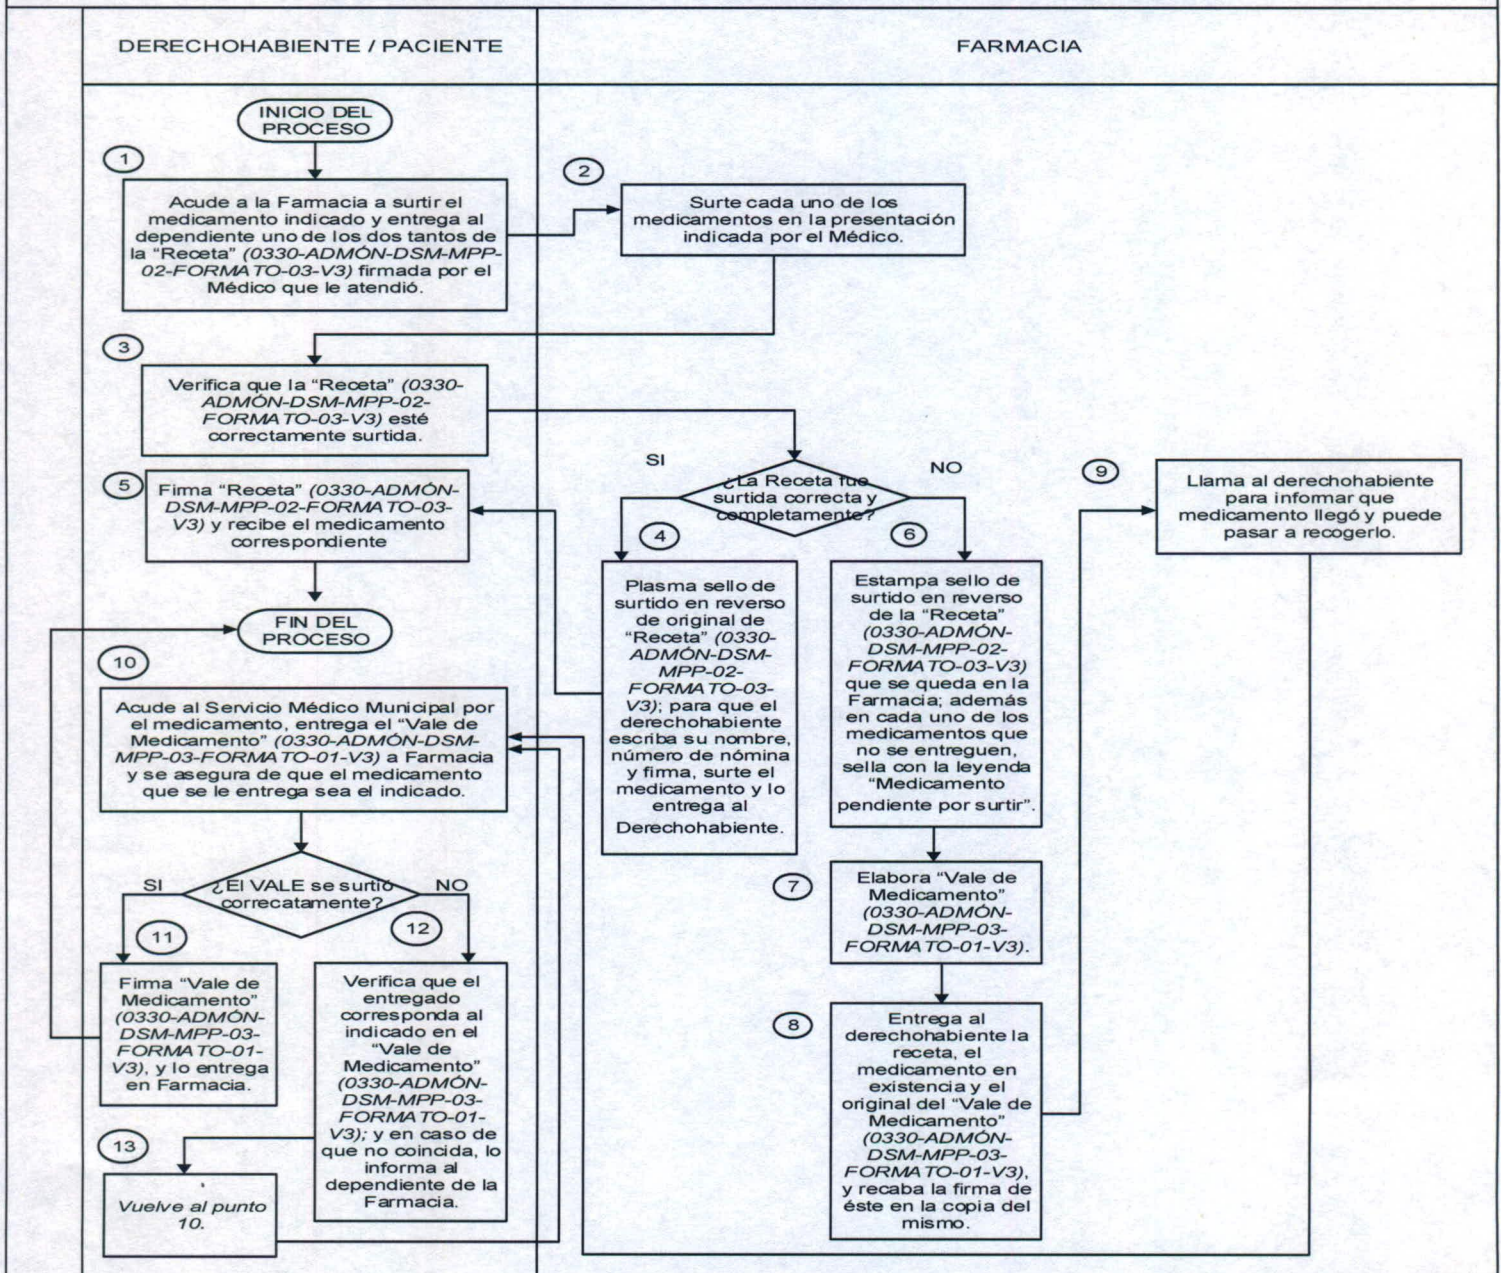 DERECHOHABIENTE / PACIENTE
FARMACIA
INICIO DEL
PROCESO
1
Acude a la Farmacia a surtir el
medicamento indicado y entrega al
dependiente uno de los dos tantos de
la “Receta” (0330-ADMÓN-DSM-MPP-
02-FORMATO-03-V3) firmada por el
Médico que le atendió.
2
Surte cada uno de los
medicamentos en la presentación
indicada por el Médico.
3
Verifica que la “Receta” (0330-
ADMÓN-DSM-MPP-02-
FORMATO-03-V3) esté
correctamente surtida.
SI
¿La Receta fue
surtida correcta y
completamente?
NO
4
Plasma sello de
surtido en reverso
de original de
“Receta” (0330-
ADMÓN-DSM-
MPP-02-
FORMATO-03-
V3); para que el
derechohabiente
escriba su nombre,
número de nómina
y firma, surte el
medicamento y lo
entrega al
Derechohabiente.
5
Firma “Receta” (0330-ADMÓN-
DSM-MPP-02-FORMATO-03-
V3) y recibe el medicamento
correspondiente
FIN DEL
PROCESO
6
Estampa sello de
surtido en reverso
de la “Receta”
(0330-ADMÓN-
DSM-MPP-02-
FORMATO-03-V3)
que se queda en la
Farmacia; además
en cada uno de los
medicamentos que
no se entreguen,
sella con la leyenda
“Medicamento
pendiente por surtir”.
7
Elabora “Vale de
Medicamento”
(0330-ADMÓN-
DSM-MPP-03-
FORMATO-01-V3).
8
Entrega al
derechohabiente la
receta, el
medicamento en
existencia y el
original del “Vale de
Medicamento”
(0330-ADMÓN-
DSM-MPP-03-
FORMATO-01-V3),
y recaba la firma de
éste en la copia del
mismo.
9
Llama al derechohabiente
para informar que
medicamento llegó y puede
pasar a recogerlo.
10
Acude al Servicio Médico Municipal por
el medicamento, entrega el “Vale de
Medicamento” (0330-ADMÓN-DSM-
MPP-03-FORMATO-01-V3) a Farmacia
y se asegura de que el medicamento
que se le entrega sea el indicado.
SI
¿El VALE se surtió
correcatamente?
NO
11
Firma “Vale de
Medicamento”
(0330-ADMÓN-
DSM-MPP-03-
FORMATO-01-
V3), y lo entrega
en Farmacia.
12
Verifica que el
entregado
corresponda al
indicado en el
“Vale de
Medicamento”
(0330-ADMÓN-
DSM-MPP-03-
FORMATO-01-
V3); y en caso de
que no coincida, lo
informa al
dependiente de la
Farmacia.
13
Vuelve al punto
10.